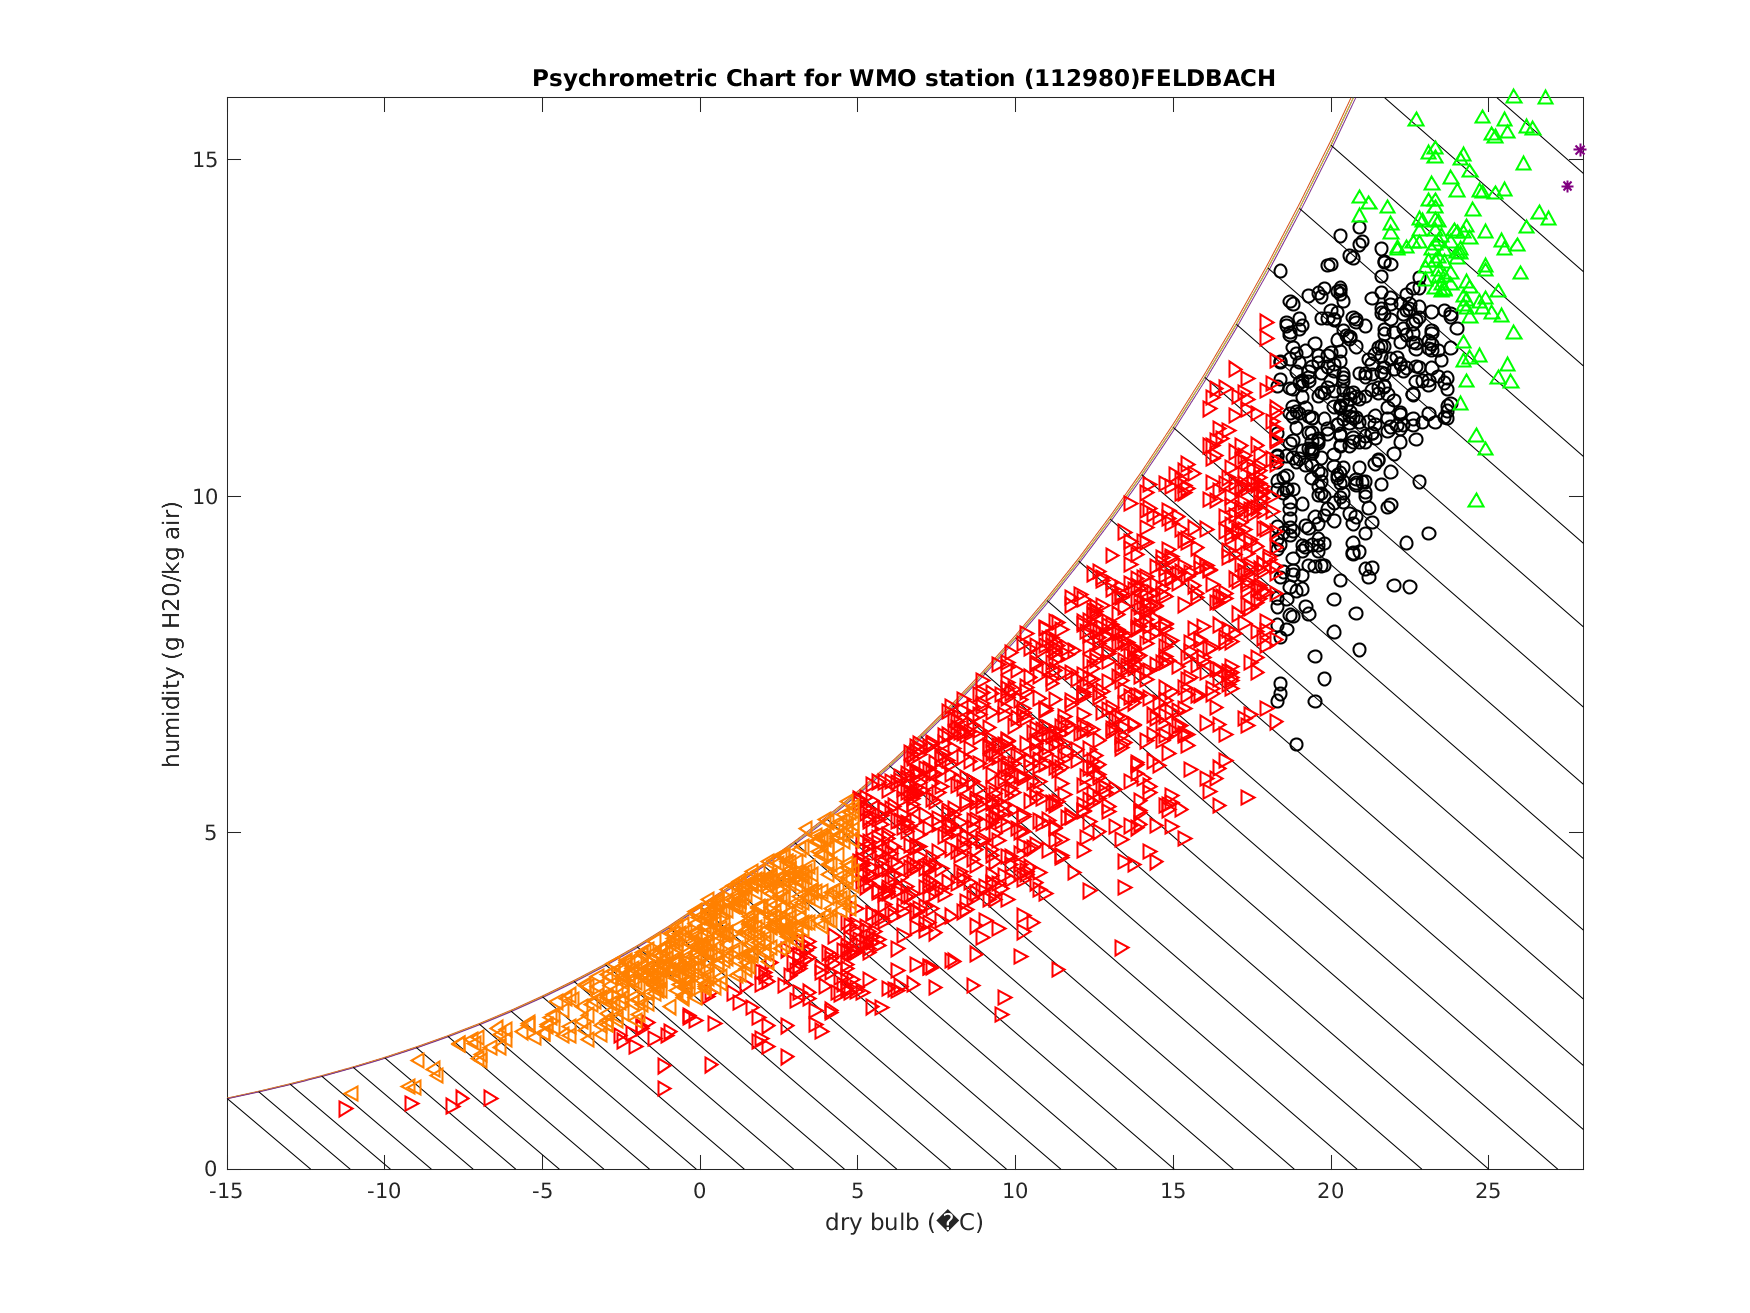 Psychrometric Chart for WMO station (112980)FELDBACH
15
10
5
0
humidity (g H20/kg air)
-15 -10 -5 0 5 10 15 20 25
dry bulb (�C)